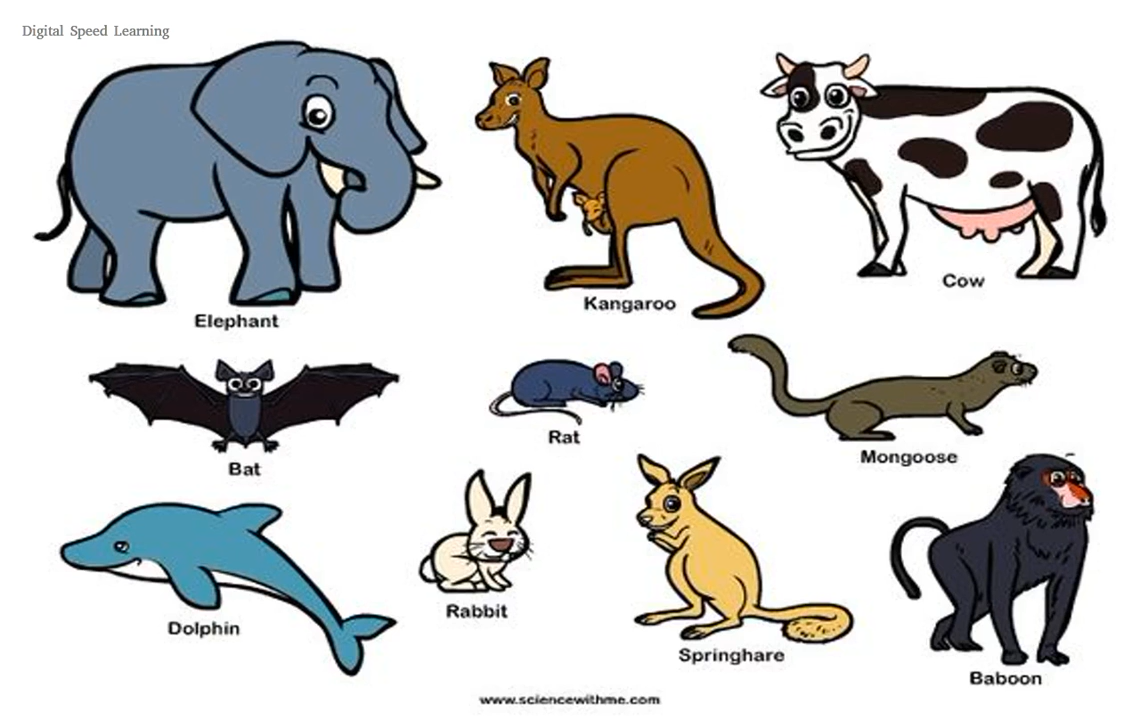 Digital Speed Learning
Elephant
Kangaroo
Cow
Bat
Rat
Mongoose
Dolphin
Rabbit
Springhare
Baboon
www.sciencewithme.com